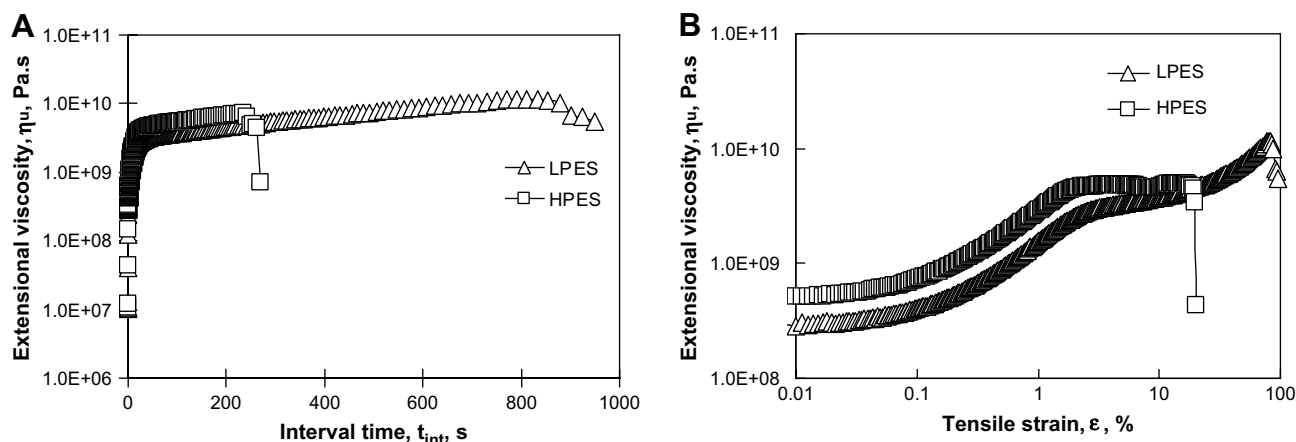 A
Extensional viscosity, ηu, Pa.s
1.0E+11
1.0E+10
1.0E+09
1.0E+08
1.0E+07
1.0E+06
0 200 400 600 800 1000
Interval time, tint, s
LPES
HPES
B
Extensional viscosity, ηu, Pa.s
1.0E+11
1.0E+10
1.0E+09
1.0E+08
0.01 0.1 1 10 100
Tensile strain, ε, %
LPES
HPES